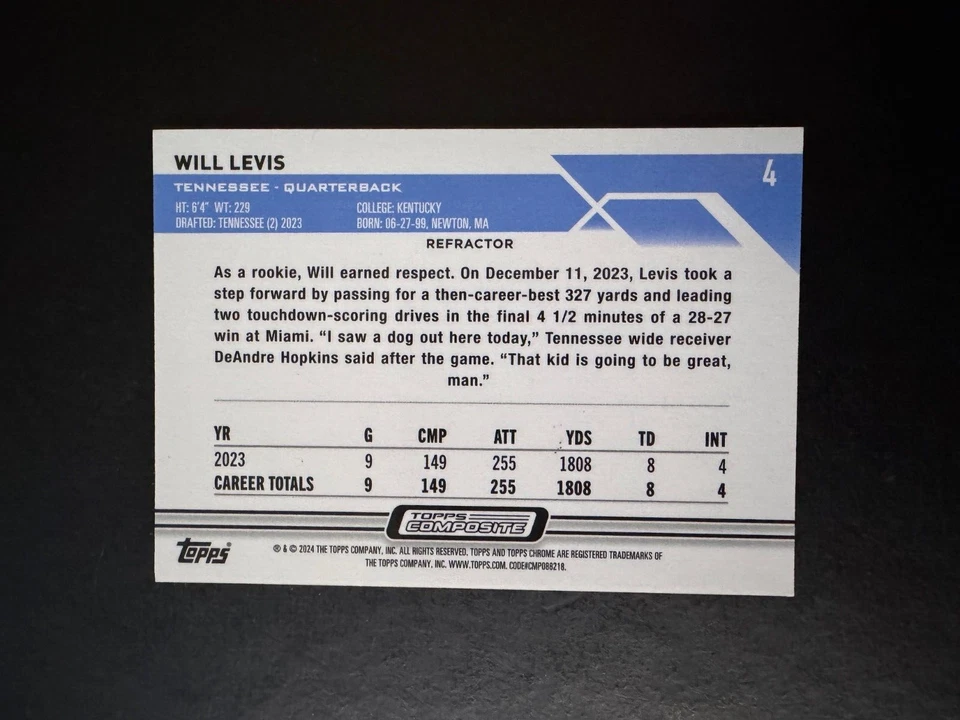 WILL LEVIS
4
TENNESSEE - QUARTERBACK
HT: 6'4" WT: 229 COLLEGE: KENTUCKY
DRAFTED: TENNESSEE (2) 2023 BORN: 06-27-99, NEWTON, MA
REFRACTOR
As a rookie, Will earned respect. On December 11, 2023, Levis took a
step forward by passing for a then-career-best 327 yards and leading
two touchdown-scoring drives in the final 4 1/2 minutes of a 28-27
win at Miami. “I saw a dog out here today,” Tennessee wide receiver
DeAndre Hopkins said after the game. “That kid is going to be great,
man.”
YR G CMP ATT YDS TD INT
2023 9 149 255 1808 8 4
CAREER TOTALS 9 149 255 1808 8 4
TOPPS
COMPOSITE
Topps®
® & © 2024 THE TOPPS COMPANY, INC. ALL RIGHTS RESERVED. TOPPS AND TOPPS CHROME ARE REGISTERED TRADEMARKS OF
THE TOPPS COMPANY, INC. WWW.TOPPS.COM. CODE#CMP088218.